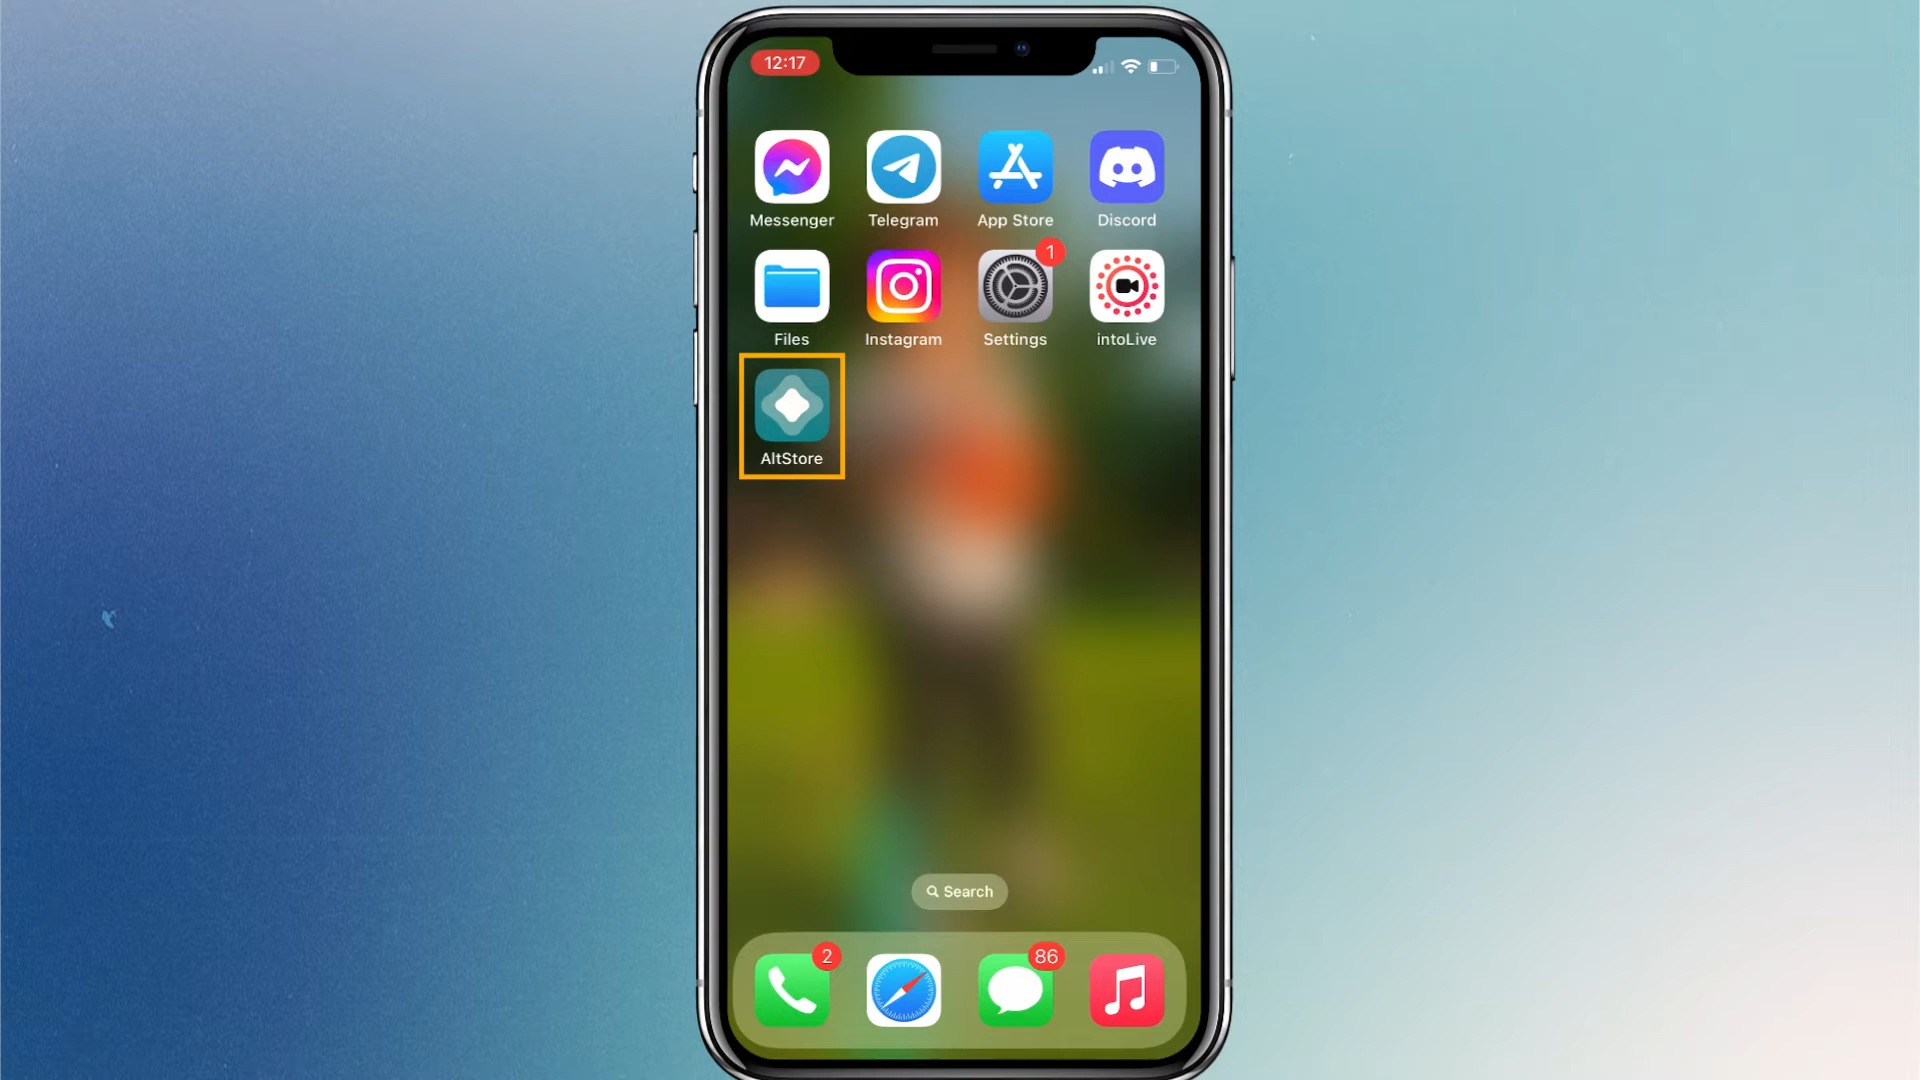 12:17
Messenger Telegram App Store Discord
1
Files Instagram Settings intoLive
AltStore
Search
2 86